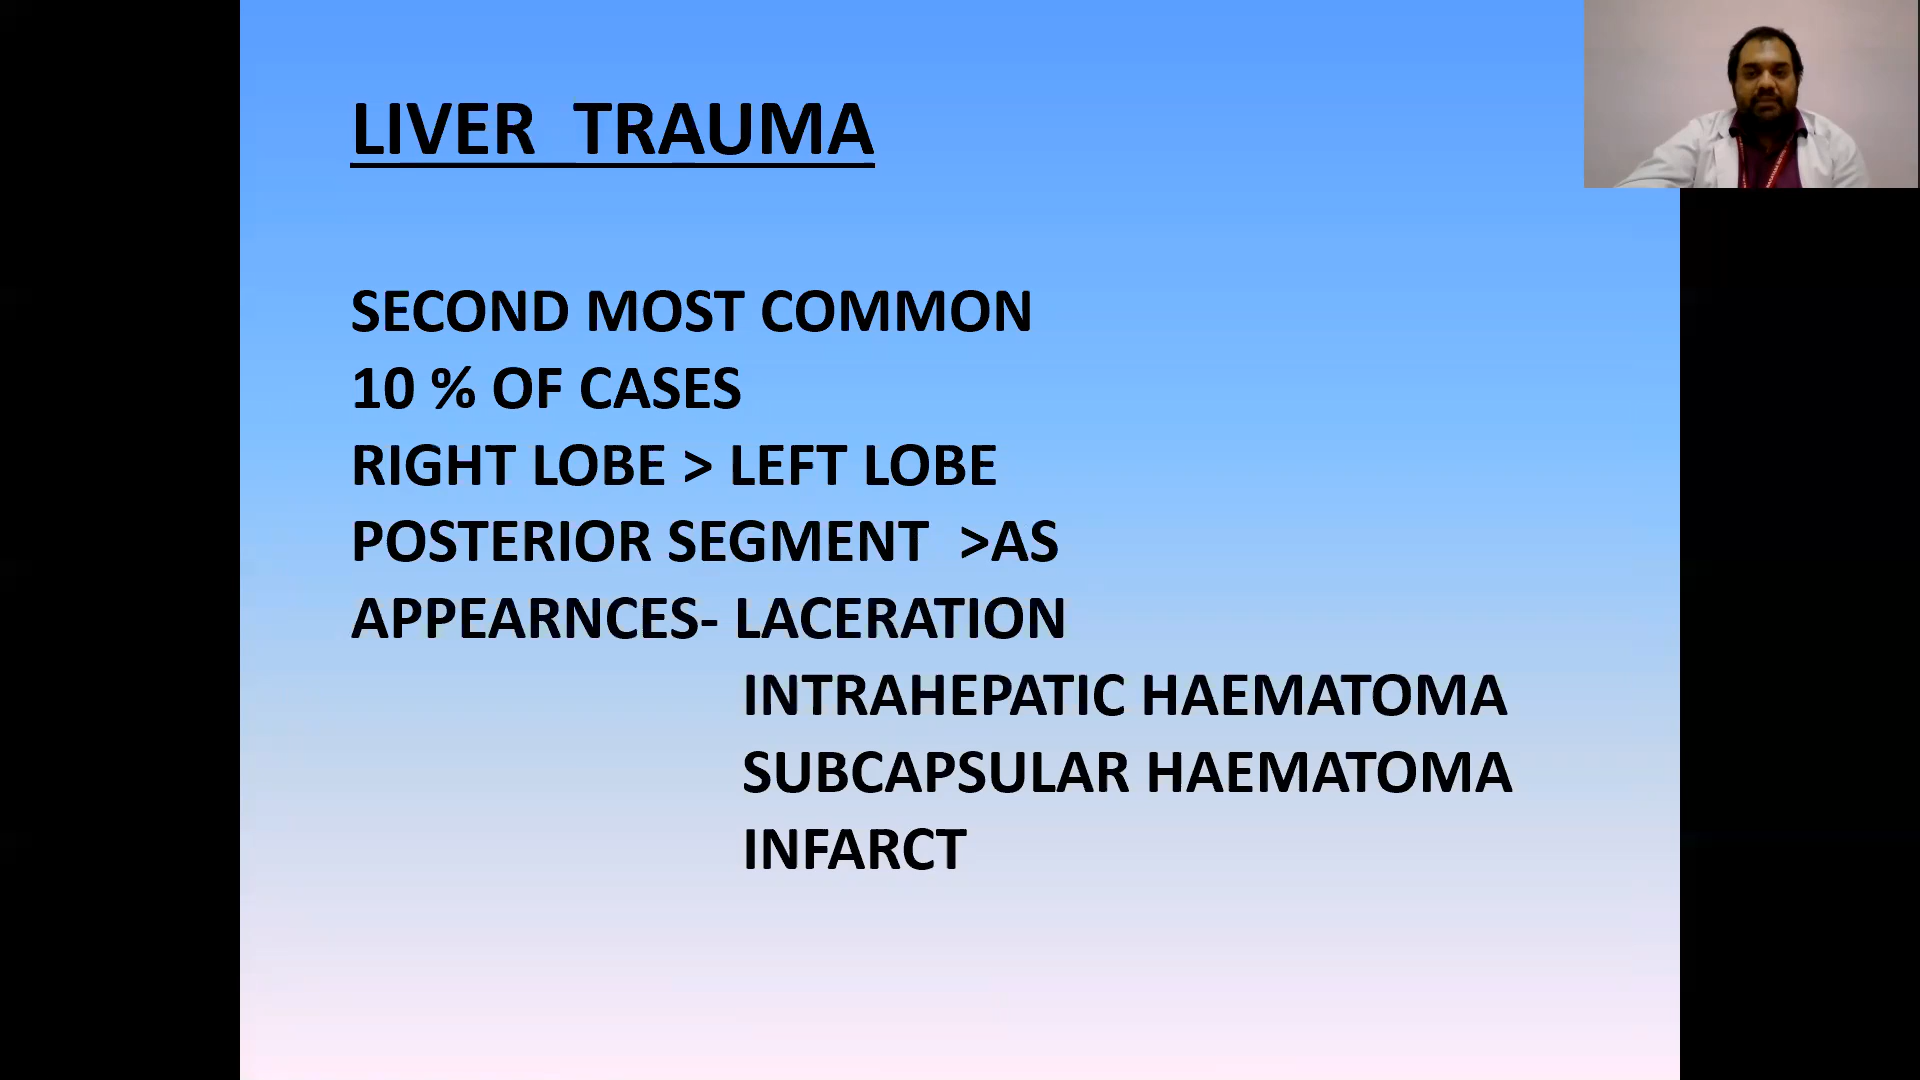 LIVER TRAUMA
SECOND MOST COMMON
10 % OF CASES
RIGHT LOBE > LEFT LOBE
POSTERIOR SEGMENT >AS
APPEARNCES- LACERATION
INTRAHEPATIC HAEMATOMA
SUBCAPSULAR HAEMATOMA
INFARCT